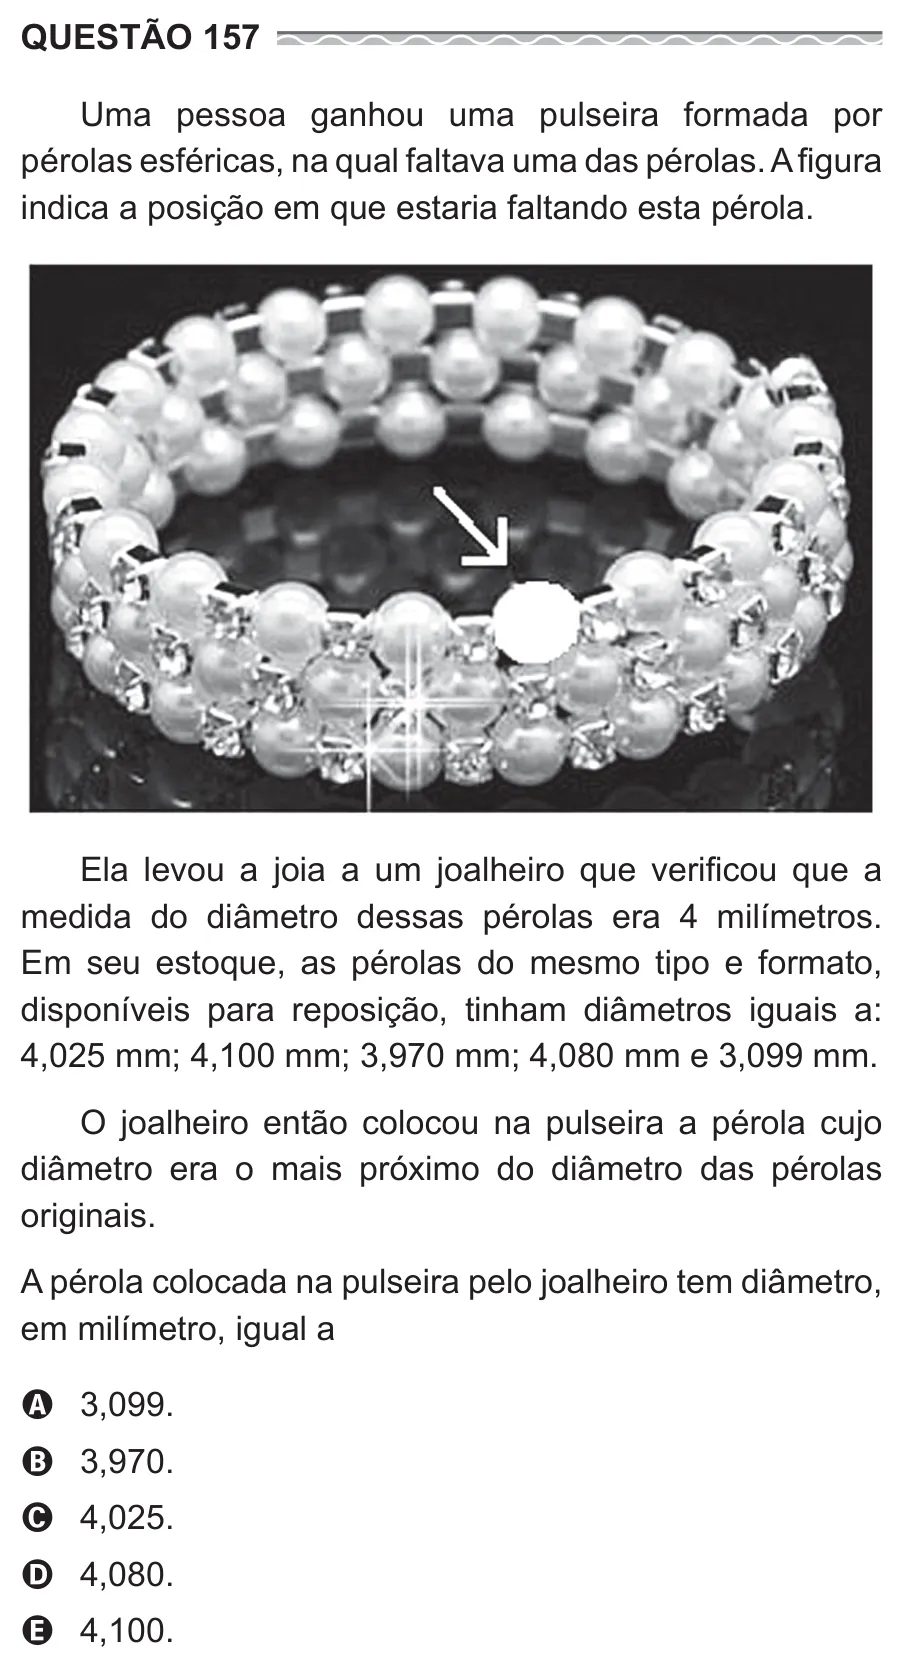 QUESTÃO 157
Uma pessoa ganhou uma pulseira formada por
pérolas esféricas, na qual faltava uma das pérolas. A figura
indica a posição em que estaria faltando esta pérola.
Ela levou a joia a um joalheiro que verificou que a
medida do diâmetro dessas pérolas era 4 milímetros.
Em seu estoque, as pérolas do mesmo tipo e formato,
disponíveis para reposição, tinham diâmetros iguais a:
4,025 mm; 4,100 mm; 3,970 mm; 4,080 mm e 3,099 mm.
O joalheiro então colocou na pulseira a pérola cujo
diâmetro era o mais próximo do diâmetro das pérolas
originais.
A pérola colocada na pulseira pelo joalheiro tem diâmetro,
em milímetro, igual a
A 3,099.
B 3,970.
C 4,025.
D 4,080.
E 4,100.